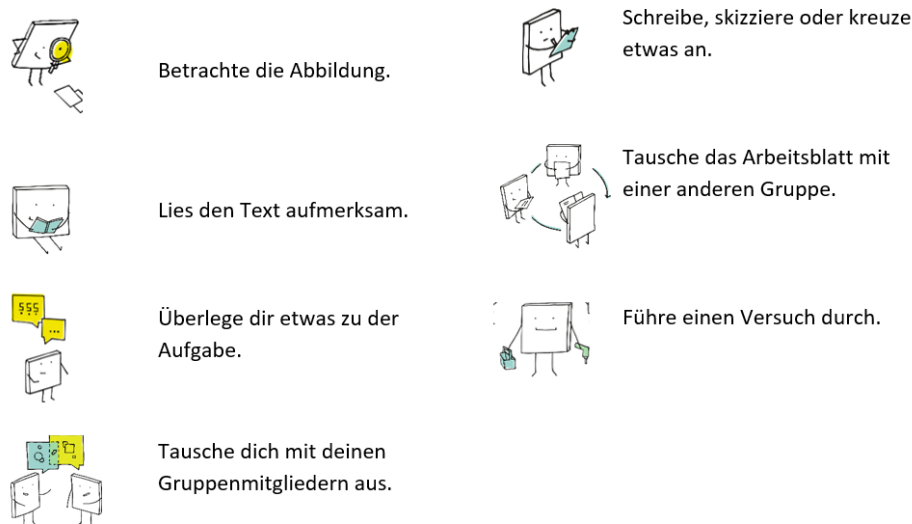 Betrachte die Abbildung.
Lies den Text aufmerksam.
Überlege dir etwas zu der
Aufgabe.
Tausche dich mit deinen
Gruppenmitgliedern aus.
Schreibe, skizziere oder kreuze
etwas an.
Tausche das Arbeitsblatt mit
einer anderen Gruppe.
Führe einen Versuch durch.